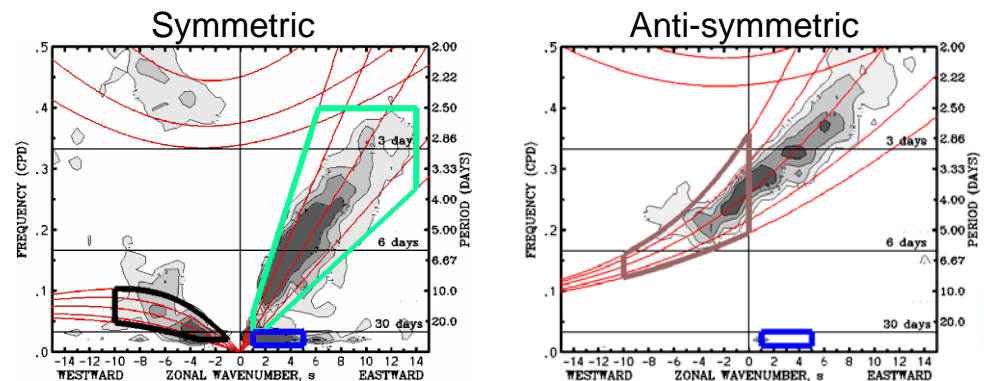 Symmetric
FREQUENCY (CPD)
.5
.4
.3
.2
.1
.0
3 days
6 days
30 days
2.00
2.22
2.50
2.86
3.33
4.00
5.00
6.67
10.0
20.0
PERIOD (DAYS)
-14 -12 -10 -8 -6 -4 -2 0 2 4 6 8 10 12 14
WESTWARD ZONAL WAVENUMBER, s EASTWARD
Anti-symmetric
FREQUENCY (CPD)
.5
.4
.3
.2
.1
.0
3 days
6 days
30 days
2.00
2.22
2.50
2.86
3.33
4.00
5.00
6.67
10.0
20.0
PERIOD (DAYS)
-14 -12 -10 -8 -6 -4 -2 0 2 4 6 8 10 12 14
WESTWARD ZONAL WAVENUMBER, s EASTWARD